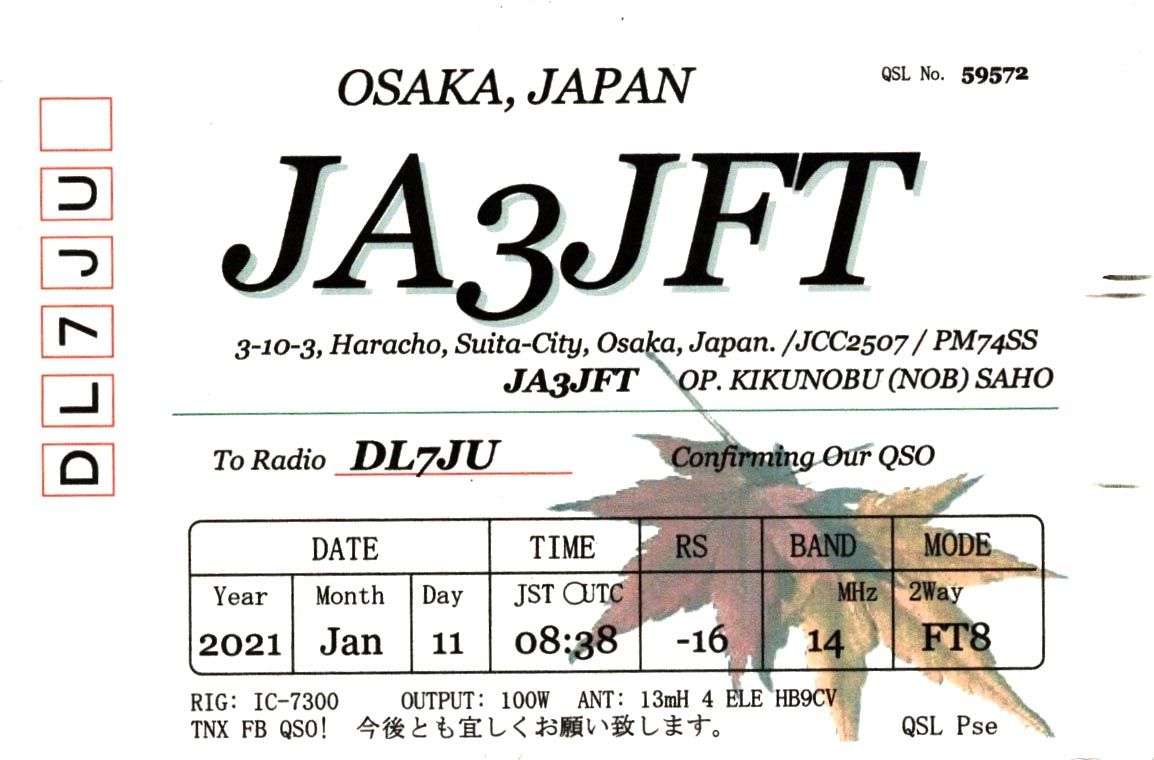 OSAKA, JAPAN
QSL No. 59572
JA3JFT
3-10-3, Haracho, Suita-City, Osaka, Japan. /JCC2507 / PM74SS
JA3JFT OP. KIKUNOBU (NOB) SAHO
DL7JU
To Radio DL7JU Confirming Our QSO
DATE TIME RS BAND MODE
Year Month Day JST UTC MHz 2Way
2021 Jan 11 08:38 -16 14 FT8
RIG: IC-7300 OUTPUT: 100W ANT: 13mH 4 ELE HB9CV
TNX FB QSO! 今後とも宜しくお願い致します。 QSL Pse